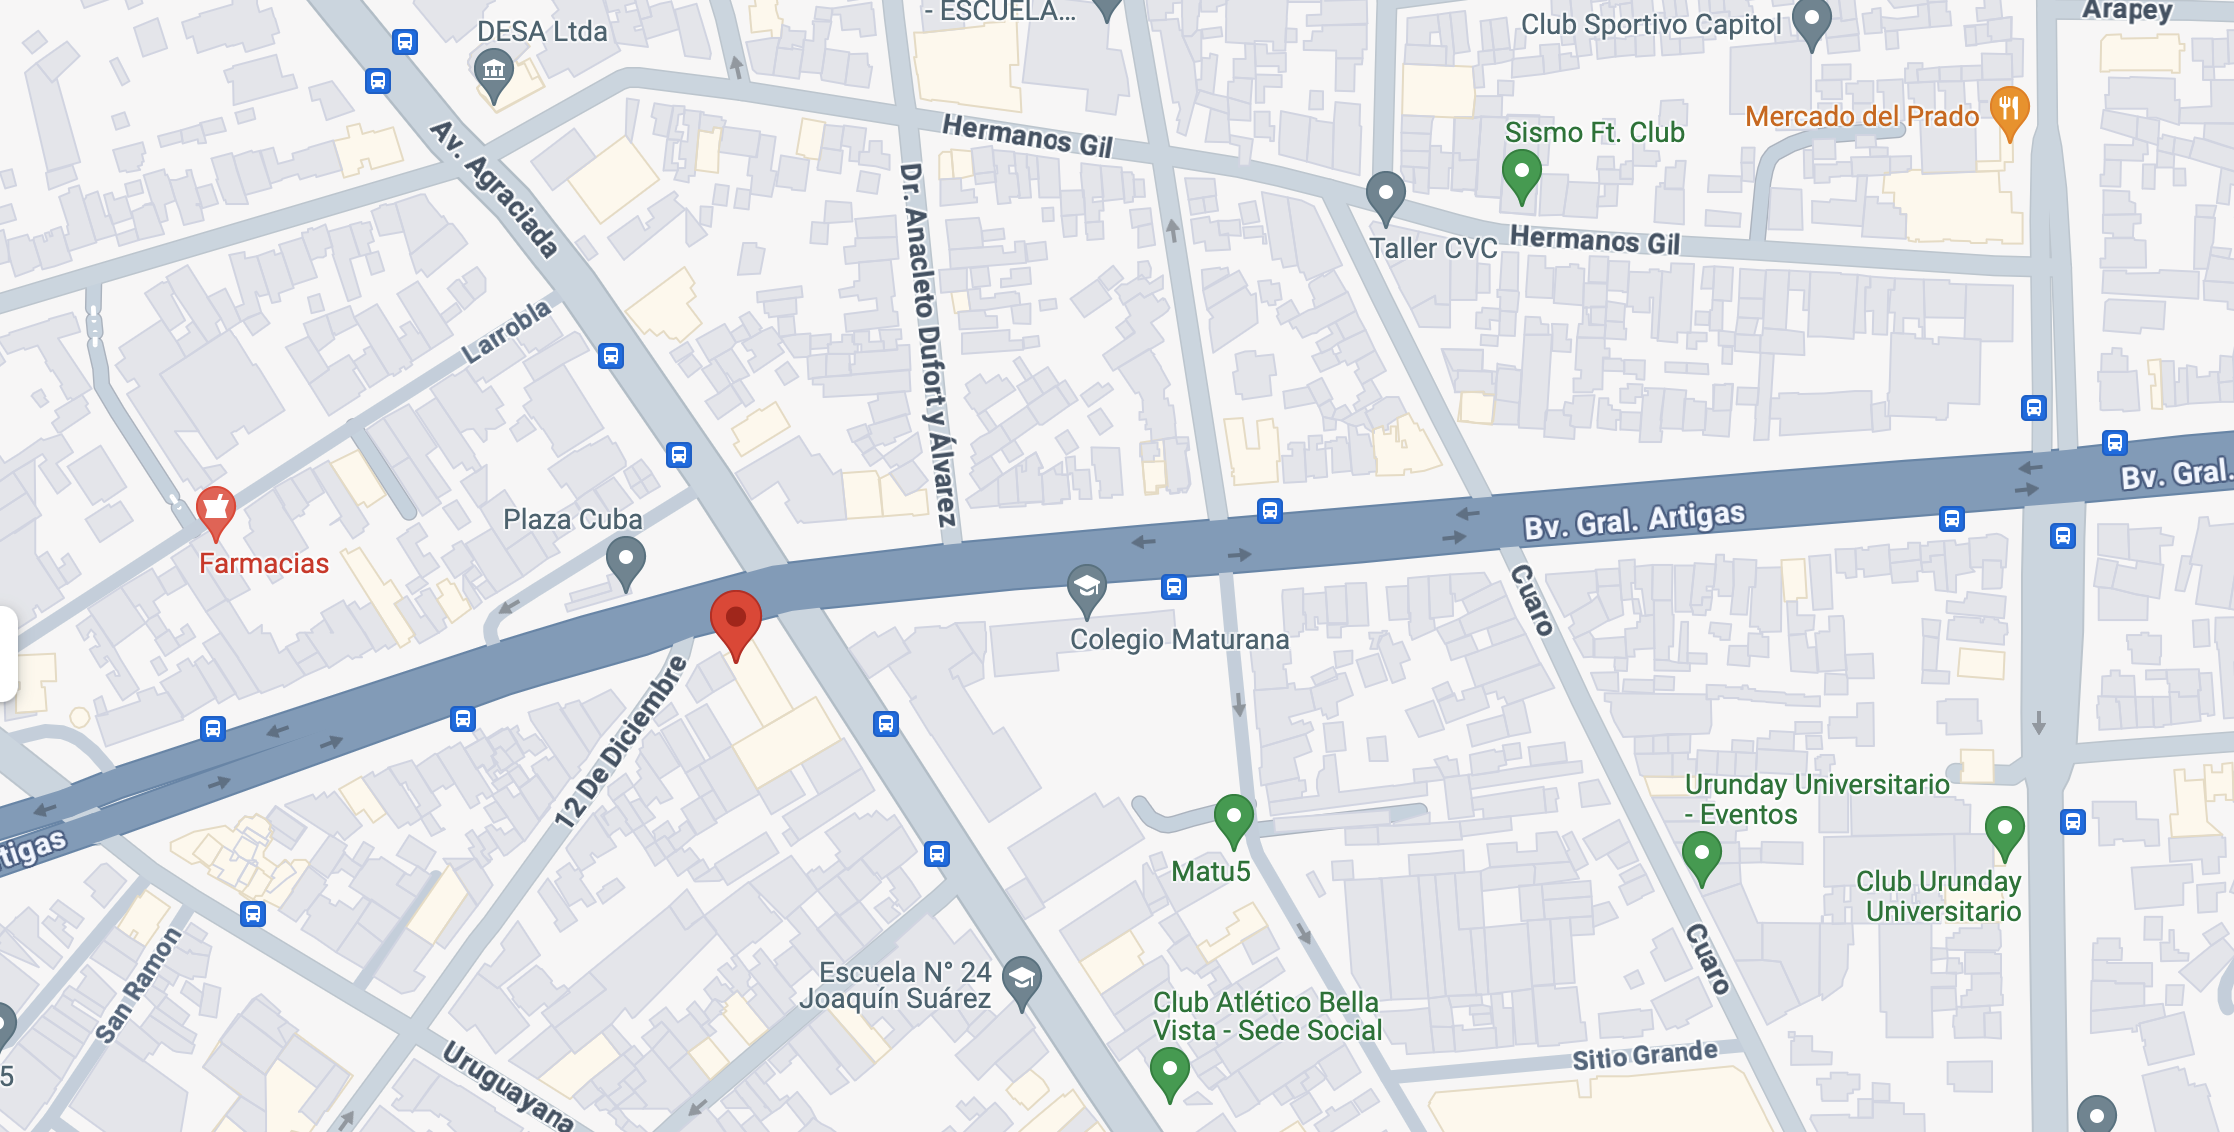 DESA Ltda
- ESCUELA...
Club Sportivo Capitol
Arapey
Mercado del Prado
Sismo Ft. Club
Hermanos Gil
Av. Agraciada
Dr. Anacleto Dufort y Álvarez
Taller CVC
Hermanos Gil
Larrobla
Plaza Cuba
Farmacias
Bv. Gral. Artigas
Bv. Gral.
Colegio Maturana
Cuaro
12 De Diciembre
Urunday Universitario
- Eventos
tigas
Matu5
Club Urunday
Universitario
San Ramon
Escuela N° 24
Joaquín Suárez
Cuaro
Club Atlético Bella
Vista - Sede Social
Sitio Grande
Uruguayana
5